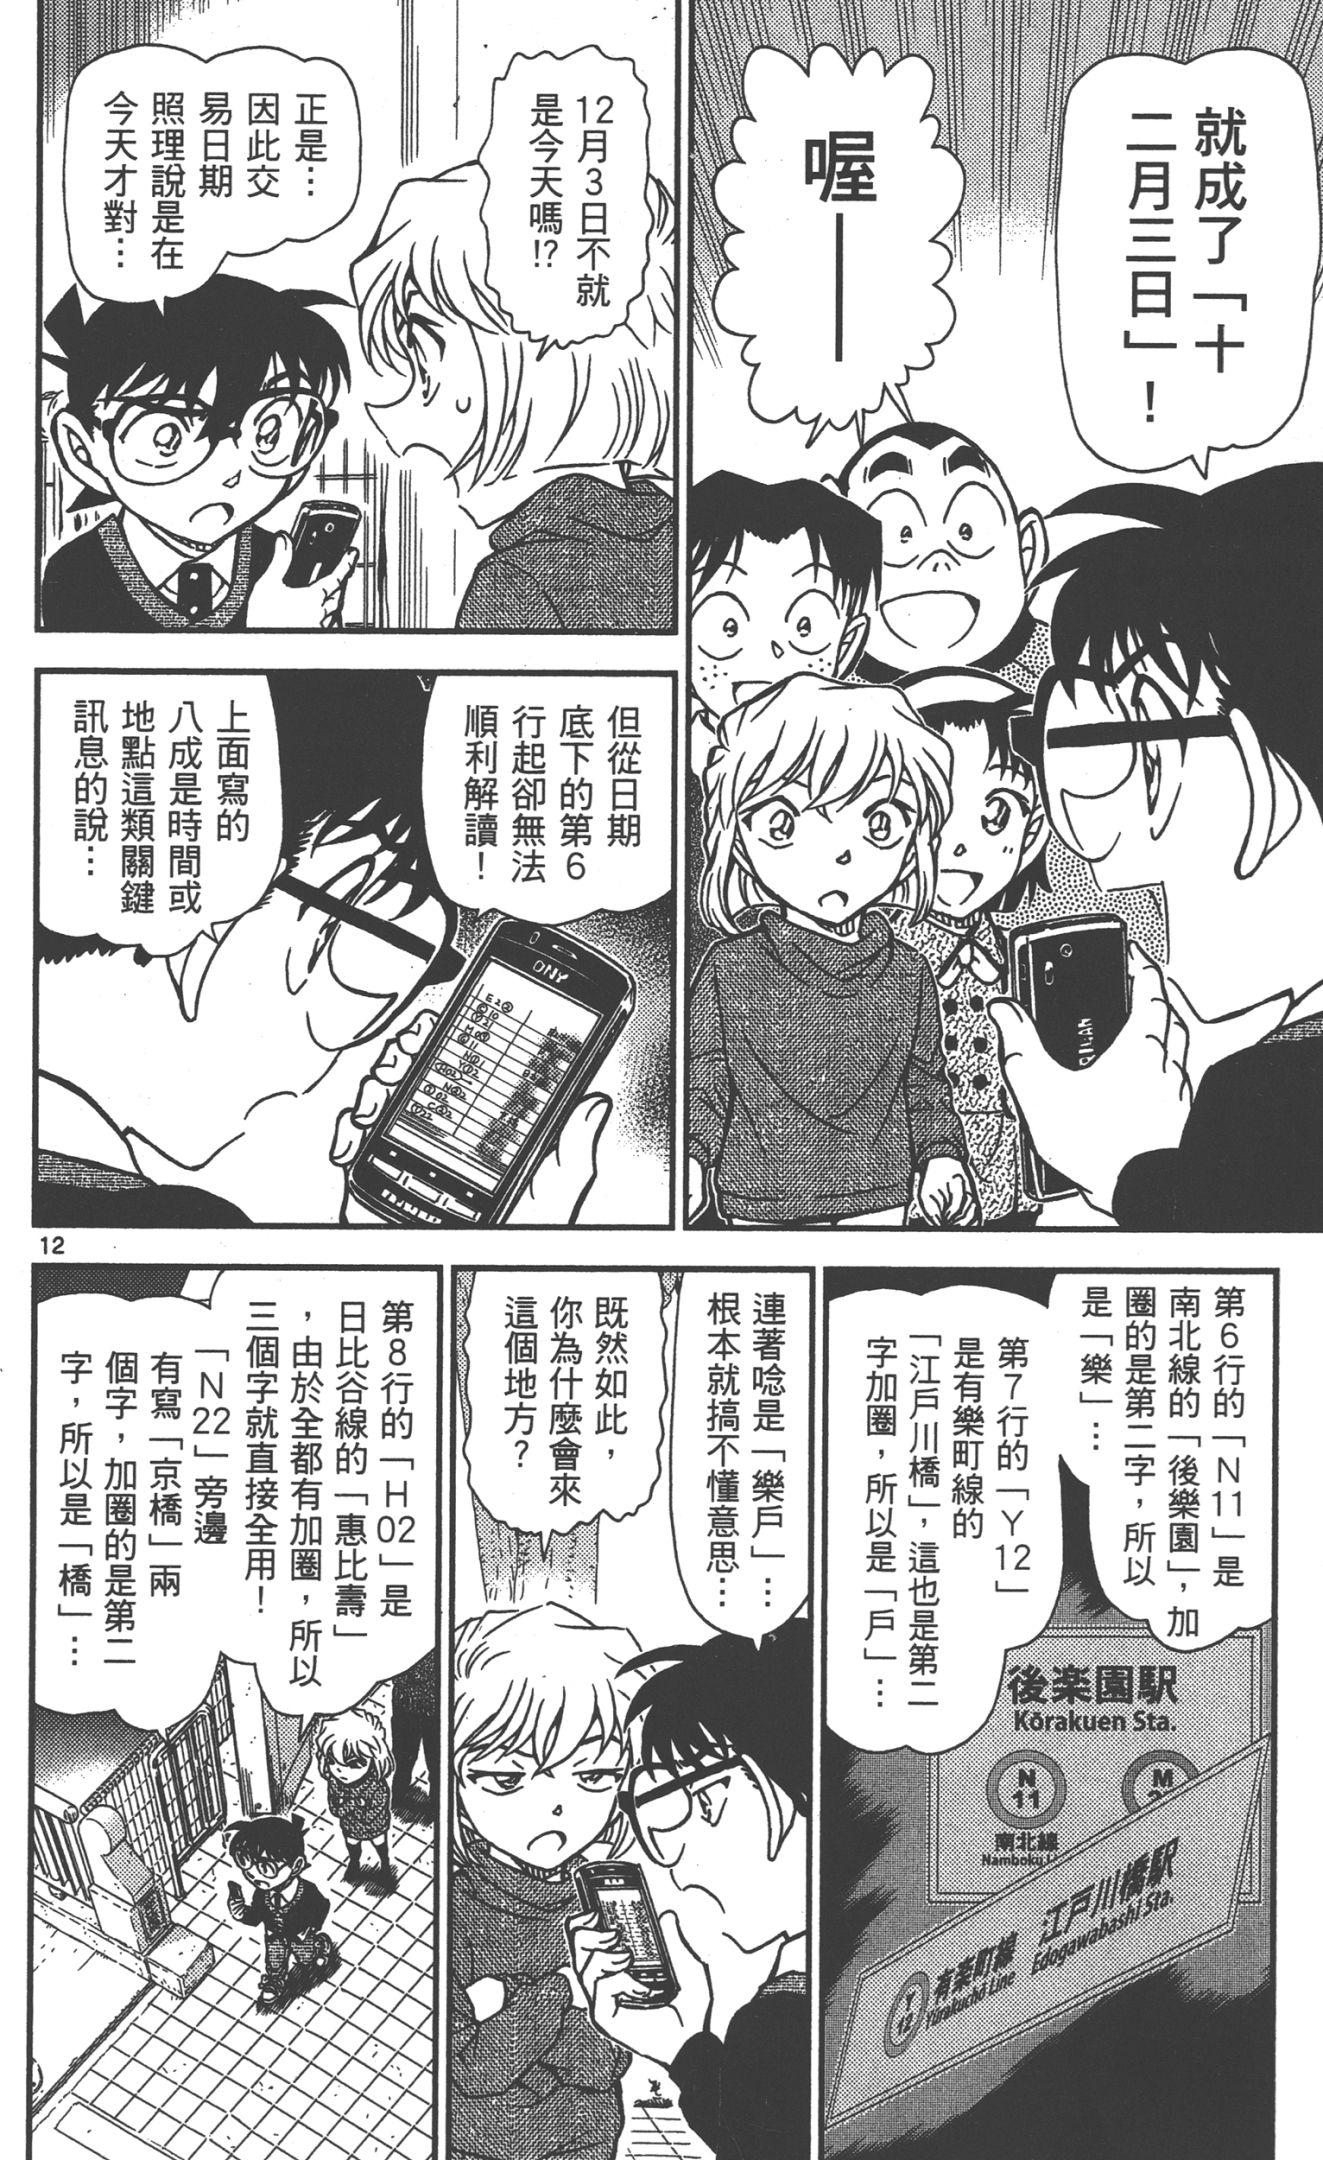 就成了「十
二月三日」！
喔——
12月3日不就
是今天嗎!?
正是…
因此交
易日期
照理說是在
今天才對…
但從日期
底下的第6
行起卻無法
順利解讀！
上面寫的
八成是時間或
地點這類關鍵
訊息的說…
ONY
12
第6行的「N11」是
南北線的「後樂園」，加
圈的是第二字，所以
是「樂」…
第7行的「Y12」
是有樂町線的
「江戶川橋」，這也是第二
字加圈，所以是「戶」…
後楽園駅
Kōrakuen Sta.
N
11
M
南北線
Namboku L
江戸川橋駅
Edogawabashi Sta.
有楽町線
Yūrakuchō Line
Y
12
連著唸是「樂戶」…
根本就搞不懂意思…
既然如此，
你為什麼會來
這個地方？
第8行的「H02」是
日比谷線的「惠比壽」
，由於全都有加圈，所以
三個字就直接全用！
「N22」旁邊
有寫「京橋」兩
個字，加圈的是第二
字，所以是「橋」…